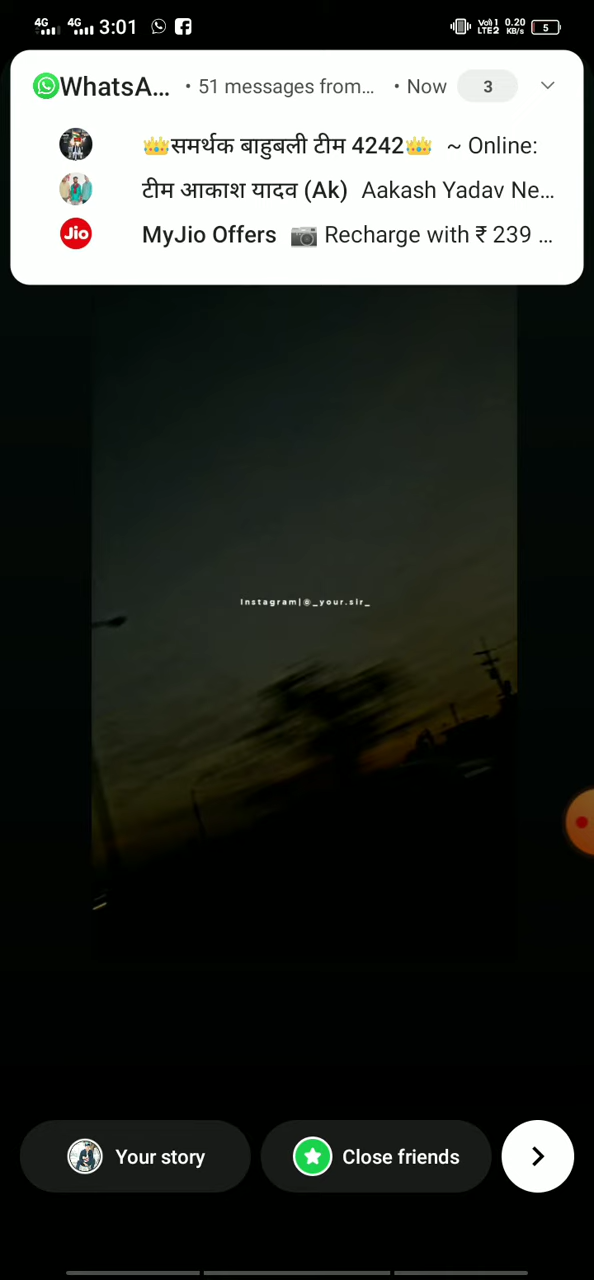 4G 4G 3:01 Vo) 1 LTE2 0.20 KB/s 5
WhatsA... • 51 messages from... • Now 3
👑समर्थक बाहुबली टीम 4242👑 ~ Online:
टीम आकाश यादव (Ak) Aakash Yadav Ne...
Jio MyJio Offers 📷 Recharge with ₹ 239 ...
Instagram|@_your.sir_
Your story Close friends